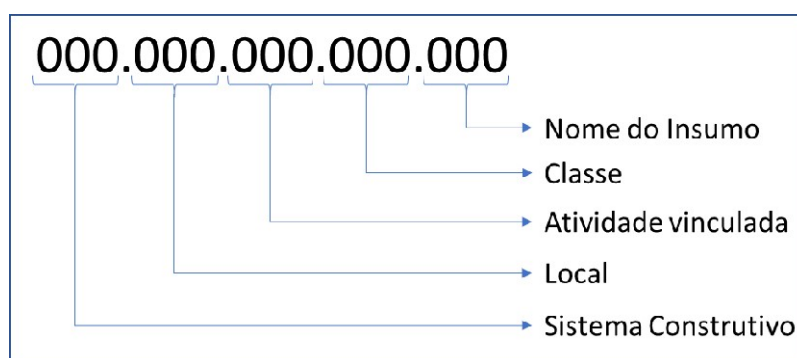 000.000.000.000.000
Nome do Insumo
Classe
Atividade vinculada
Local
Sistema Construtivo